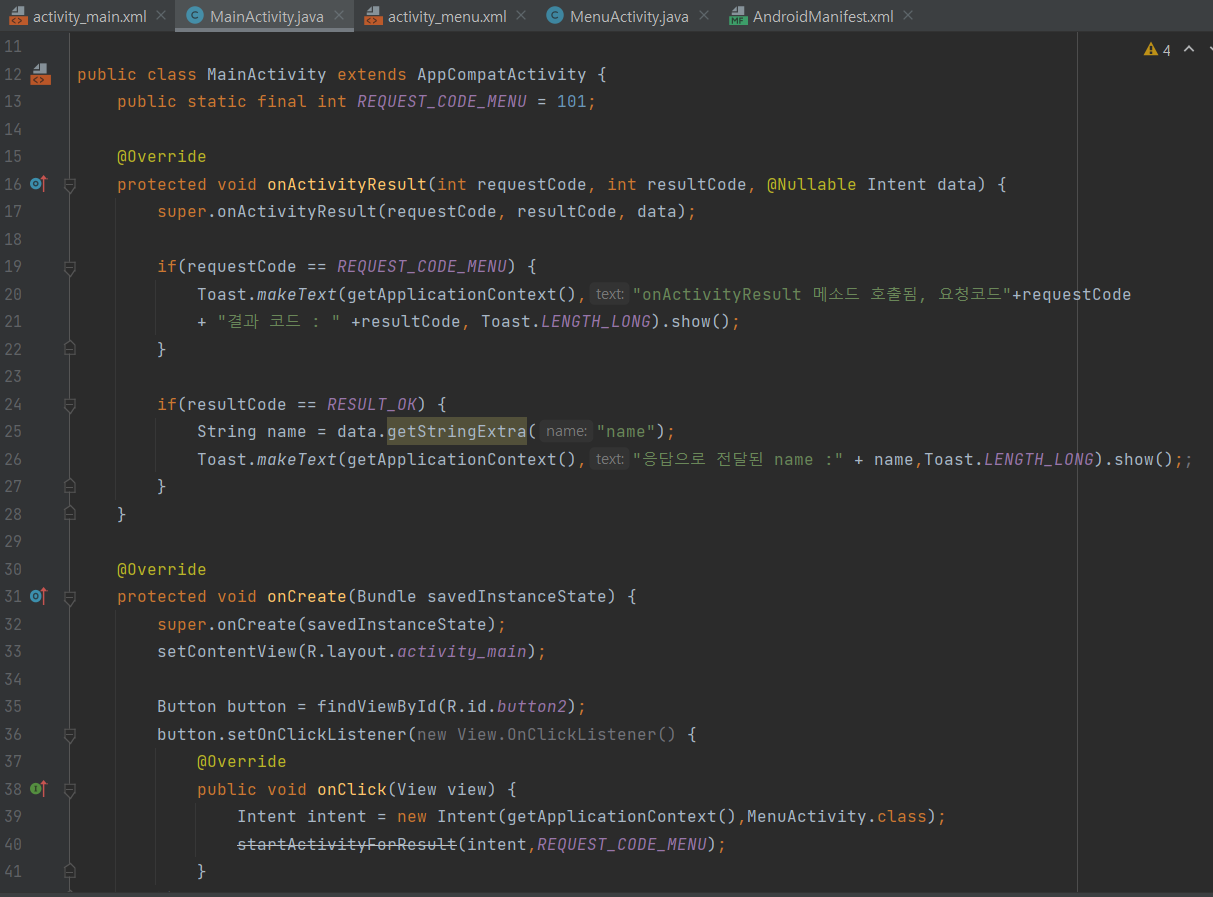 activity_main.xml MainActivity.java activity_menu.xml MenuActivity.java AndroidManifest.xml
11 4
12 public class MainActivity extends AppCompatActivity {
13 public static final int REQUEST_CODE_MENU = 101;
14
15 @Override
16 protected void onActivityResult(int requestCode, int resultCode, @Nullable Intent data) {
17 super.onActivityResult(requestCode, resultCode, data);
18
19 if(requestCode == REQUEST_CODE_MENU) {
20 Toast.makeText(getApplicationContext(), text: "onActivityResult 메소드 호출됨, 요청코드"+requestCode
21 + "결과 코드 : " +resultCode, Toast.LENGTH_LONG).show();
22 }
23
24 if(resultCode == RESULT_OK) {
25 String name = data.getStringExtra( name: "name");
26 Toast.makeText(getApplicationContext(), text: "응답으로 전달된 name :" + name,Toast.LENGTH_LONG).show();;
27 }
28 }
29
30 @Override
31 protected void onCreate(Bundle savedInstanceState) {
32 super.onCreate(savedInstanceState);
33 setContentView(R.layout.activity_main);
34
35 Button button = findViewById(R.id.button2);
36 button.setOnClickListener(new View.OnClickListener() {
37 @Override
38 public void onClick(View view) {
39 Intent intent = new Intent(getApplicationContext(),MenuActivity.class);
40 startActivityForResult(intent,REQUEST_CODE_MENU);
41 }